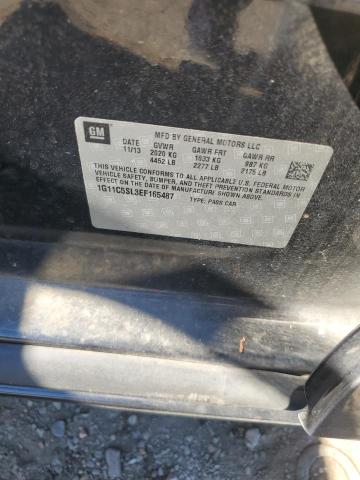 GM
MFD BY GENERAL MOTORS LLC
DATE GVWR GAWR FRT GAWR RR
11/13 2020 KG 1033 KG 987 KG
4452 LB 2277 LB 2175 LB
THIS VEHICLE CONFORMS TO ALL APPLICABLE U.S. FEDERAL MOTOR
VEHICLE SAFETY, BUMPER, AND THEFT PREVENTION STANDARDS IN
EFFECT ON THE DATE OF MANUFACTURE SHOWN ABOVE.
1G11C5SL3EF165487 TYPE: PASS CAR